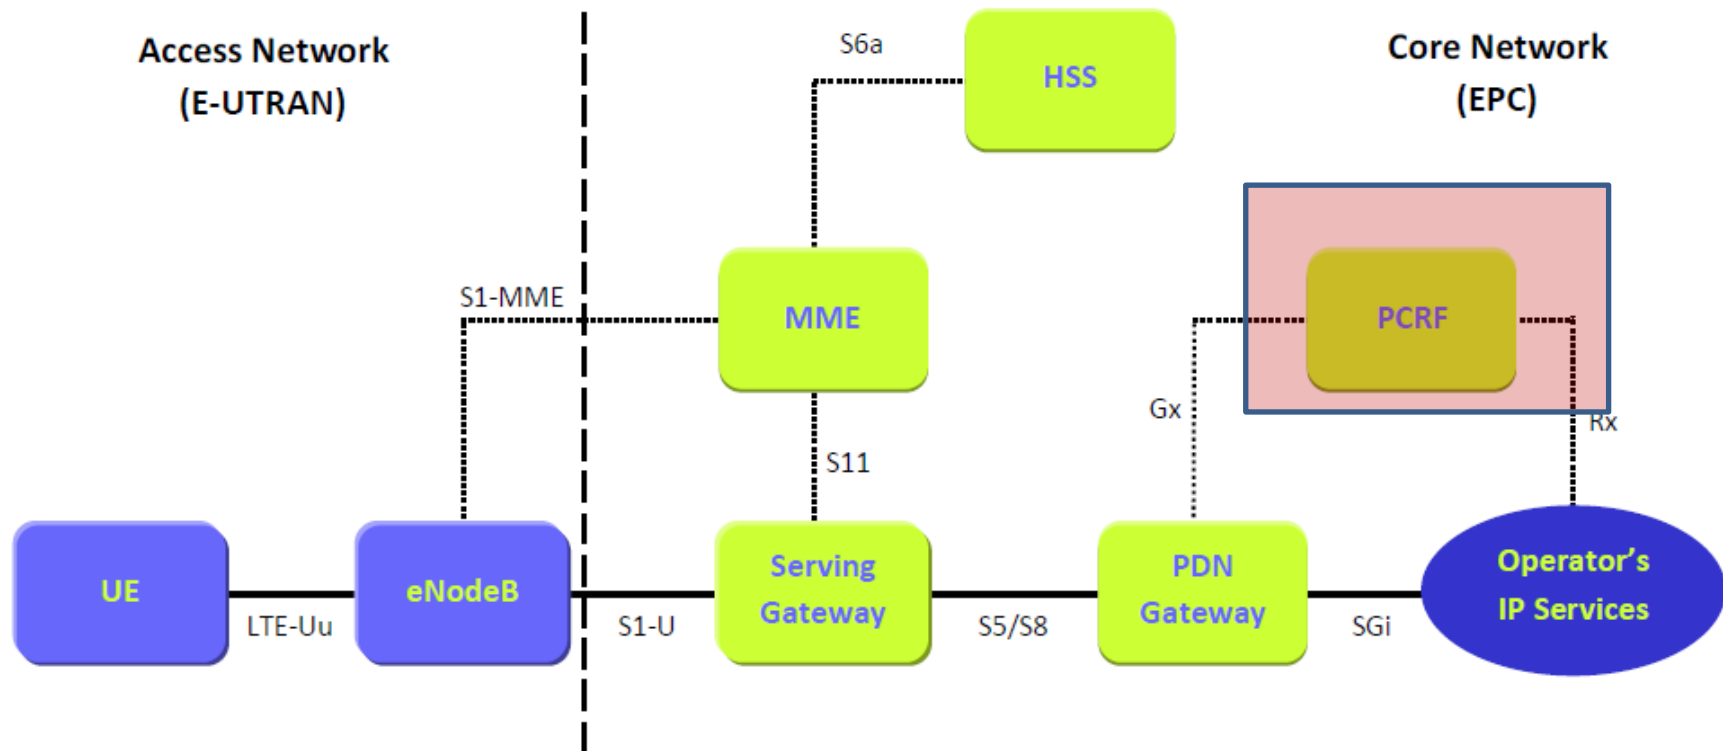 Access Network
(E-UTRAN)
S6a
HSS
Core Network
(EPC)
S1-MME
MME
PCRF
Gx
Rx
S11
UE
LTE-Uu
eNodeB
S1-U
Serving
Gateway
S5/S8
PDN
Gateway
SGi
Operator's
IP Services